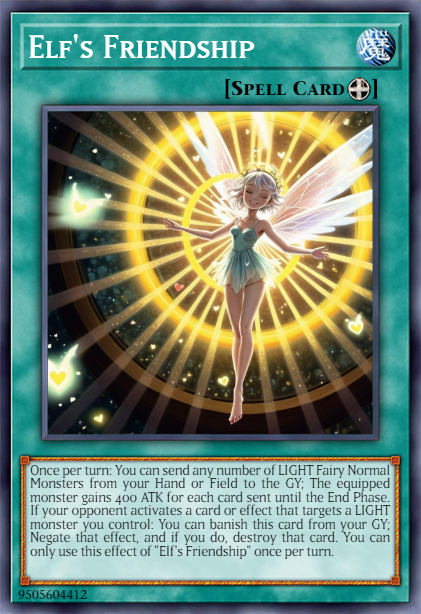 Elf's Friendship
魔
[Spell Card]
Once per turn: You can send any number of LIGHT Fairy Normal
Monsters from your Hand or Field to the GY; The equipped
monster gains 400 ATK for each card sent until the End Phase.
If your opponent activates a card or effect that targets a LIGHT
monster you control: You can banish this card from your GY;
Negate that effect, and if you do, destroy that card. You can
only use this effect of "Elf's Friendship" once per turn.
9505604412